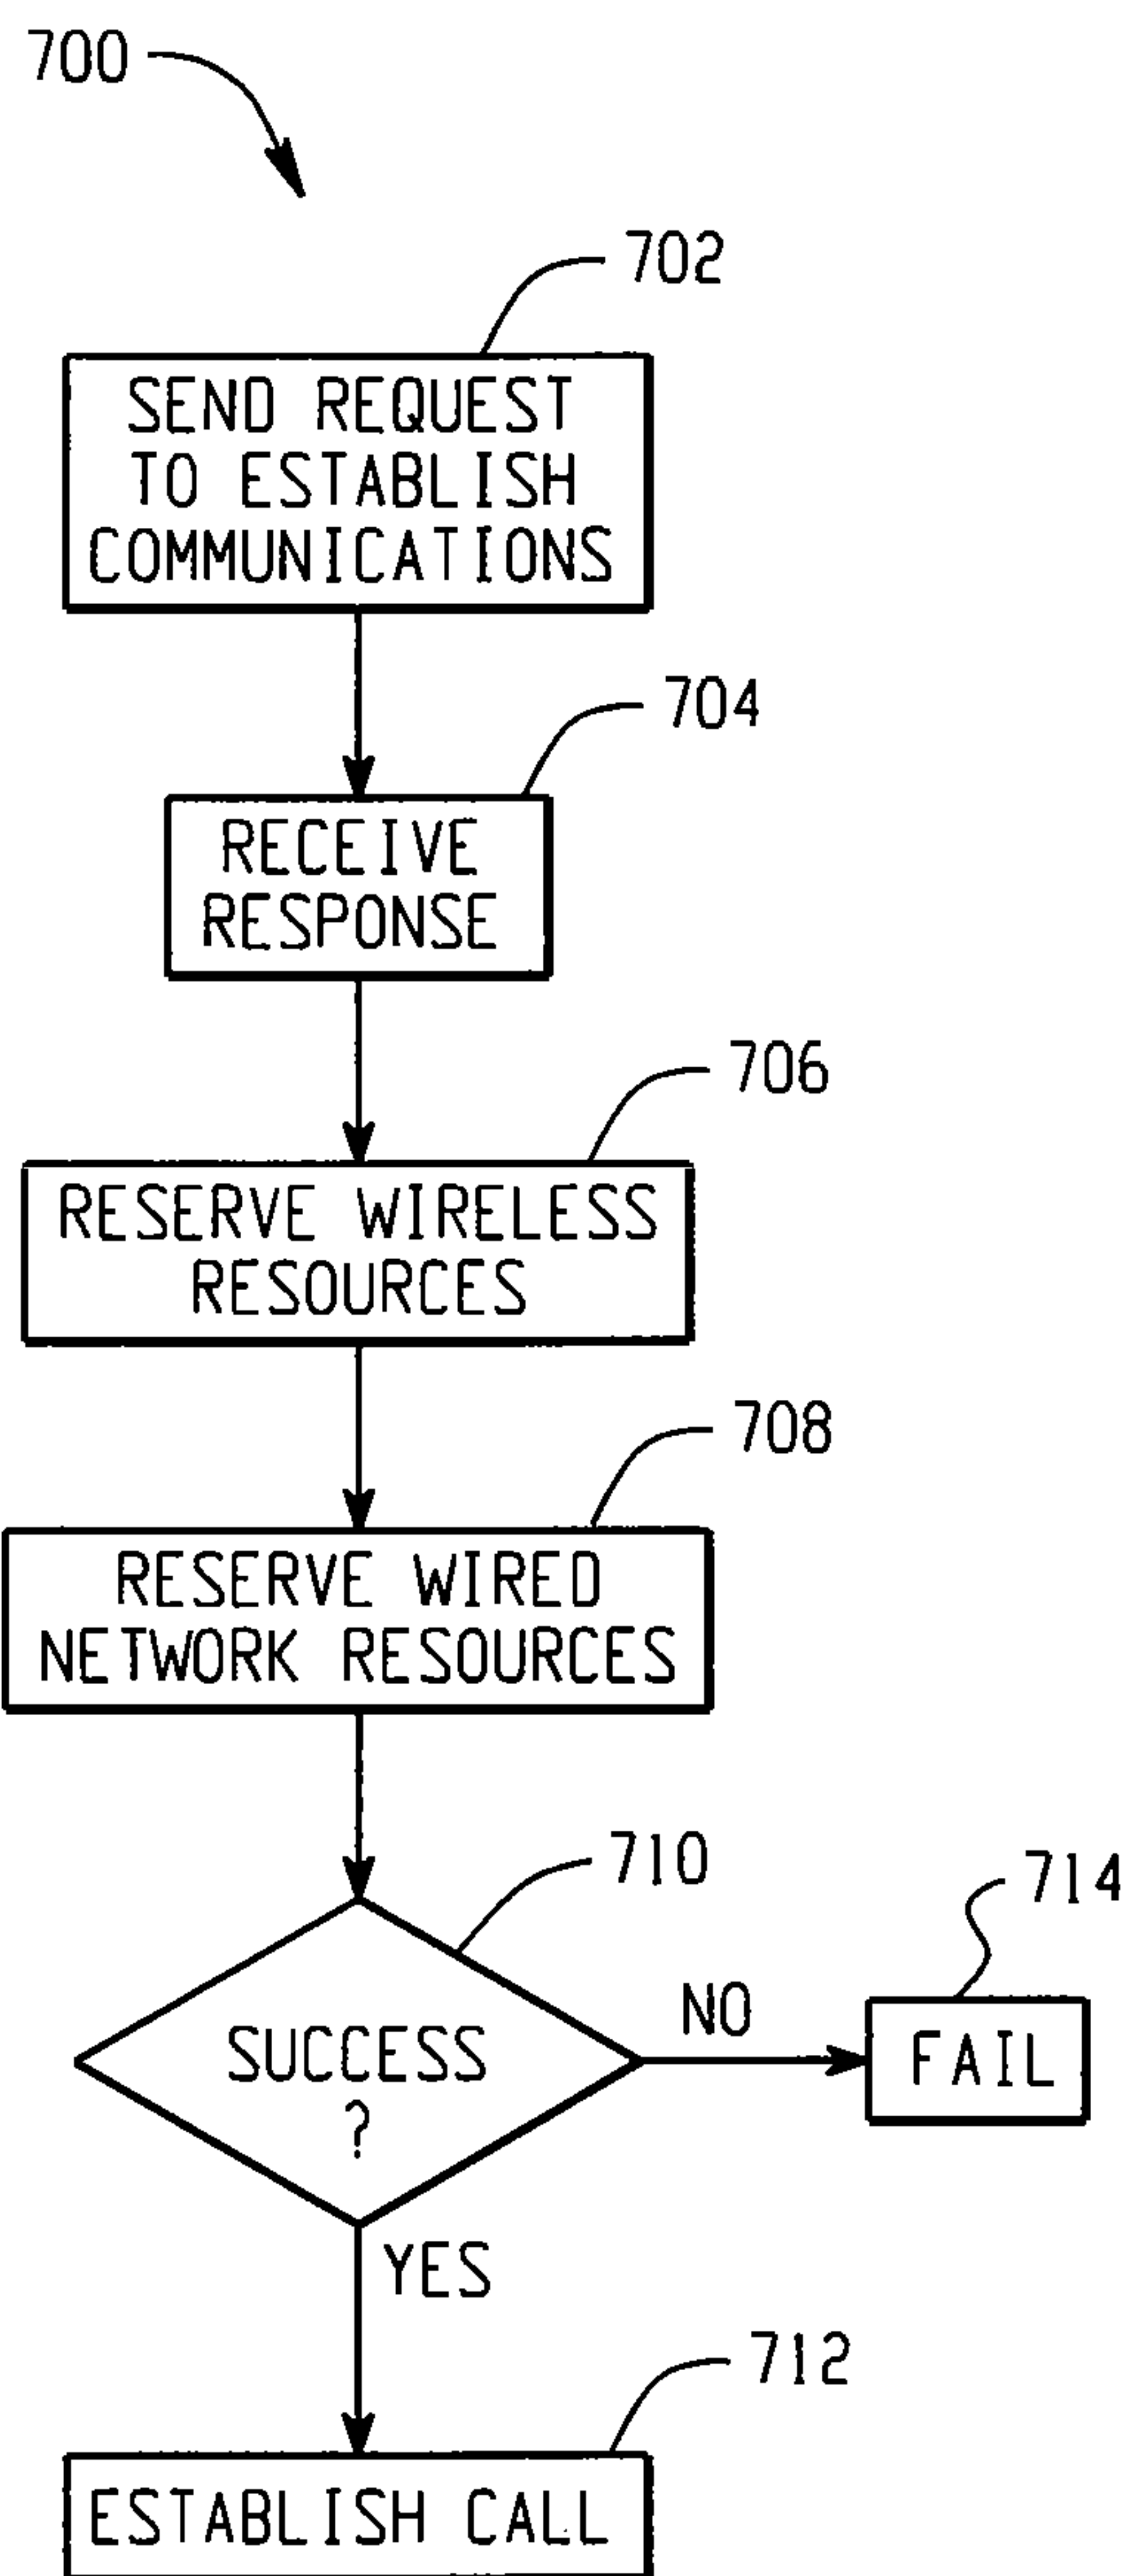 700
702
SEND REQUEST
TO ESTABLISH
COMMUNICATIONS
704
RECEIVE
RESPONSE
706
RESERVE WIRELESS
RESOURCES
708
RESERVE WIRED
NETWORK RESOURCES
710
714
SUCCESS
?
NO
FAIL
YES
712
ESTABLISH CALL